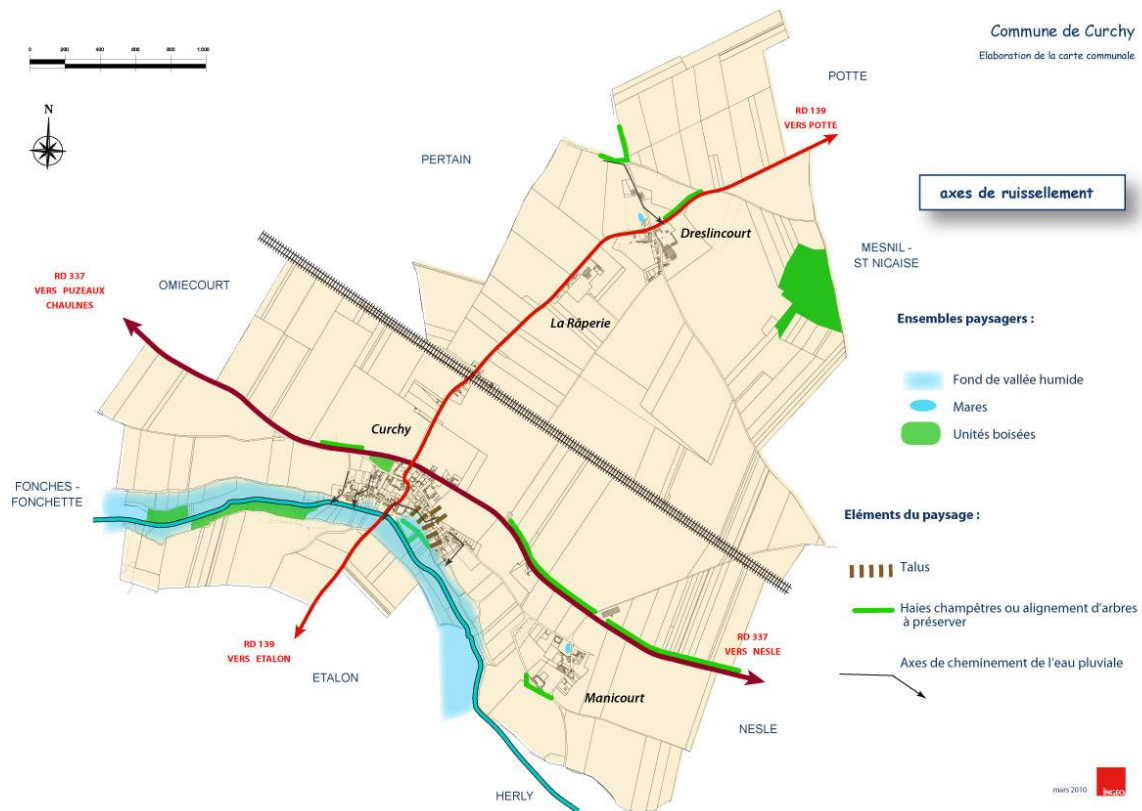 Commune de Curchy
Elaboration de la carte communale
0 200 400 600 800 1.000
N
POTTE
RD 139
VERS POTTE
PERTAIN
axes de ruissellement
Dreslincourt
MESNIL -
ST NICAISE
RD 337
VERS PUZEAUX
CHAULNES
OMIECOURT
La Râperie
Ensembles paysagers :
Fond de vallée humide
Mares
Unités boisées
Curchy
FONCHES -
FONCHETTE
Eléments du paysage :
Talus
Haies champêtres ou alignement d'arbres
à préserver
RD 139
VERS ETALON
RD 337
VERS NESLE
Axes de cheminement de l'eau pluviale
ETALON
Manicourt
NESLE
HERLY
mars 2010
INGEO